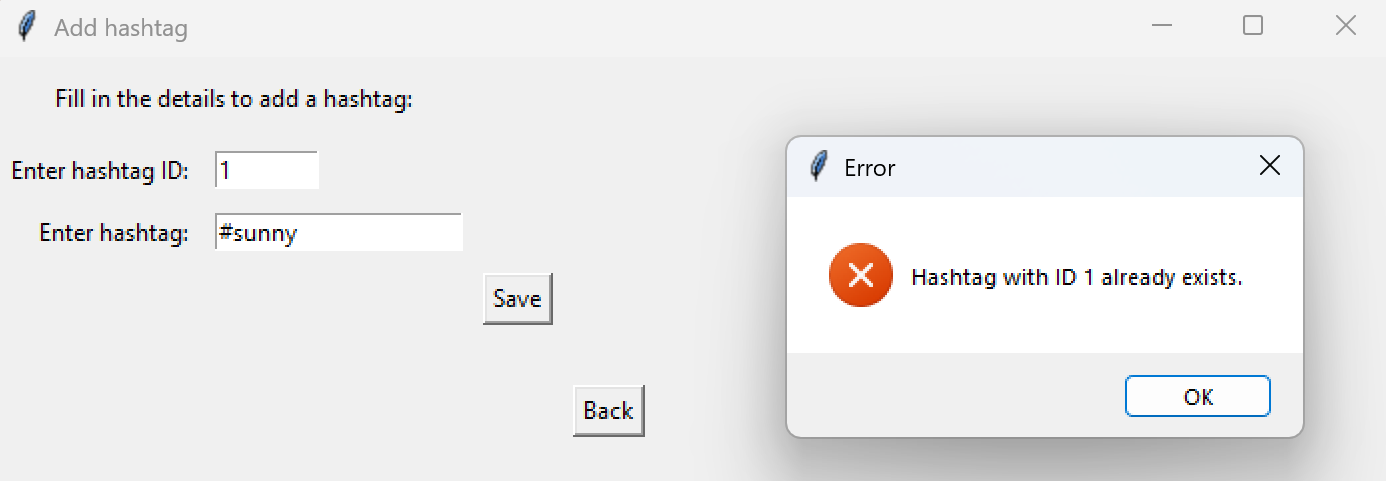 Add hashtag
Fill in the details to add a hashtag:
Enter hashtag ID: 1
Enter hashtag: #sunny
Save
Back
Error
Hashtag with ID 1 already exists.
OK